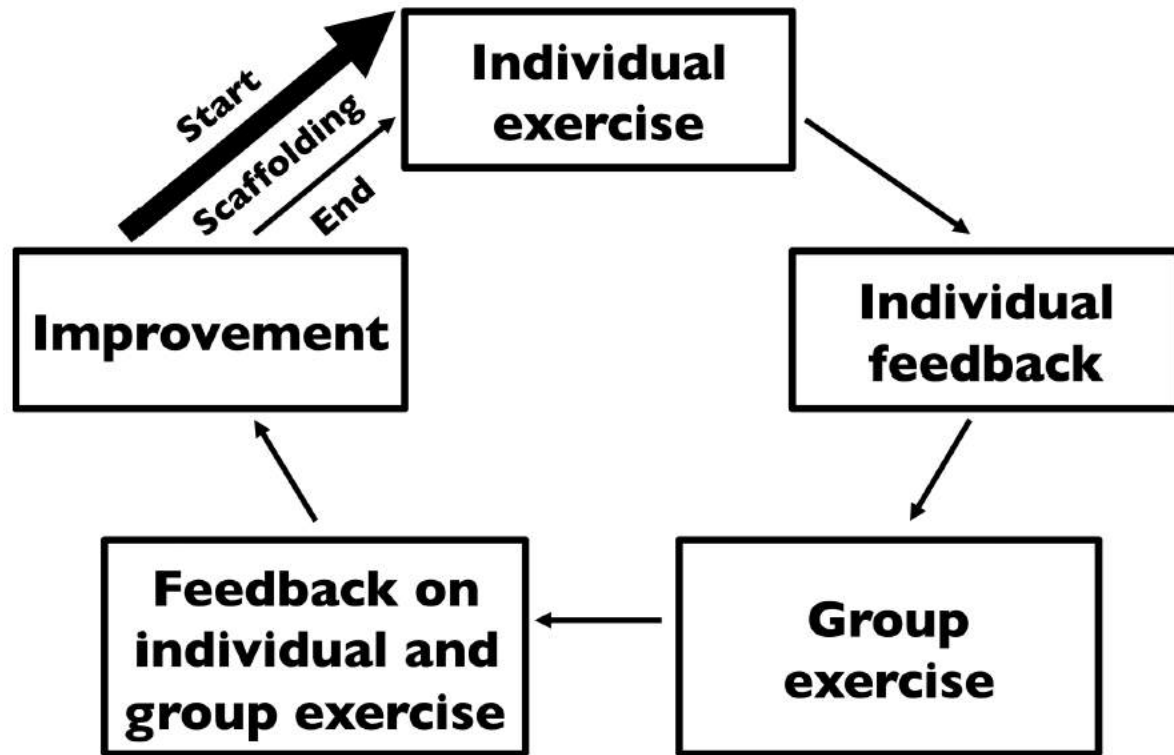 Individual
exercise
Start
Scaffolding
End
Improvement
Individual
feedback
Feedback on
individual and
group exercise
Group
exercise